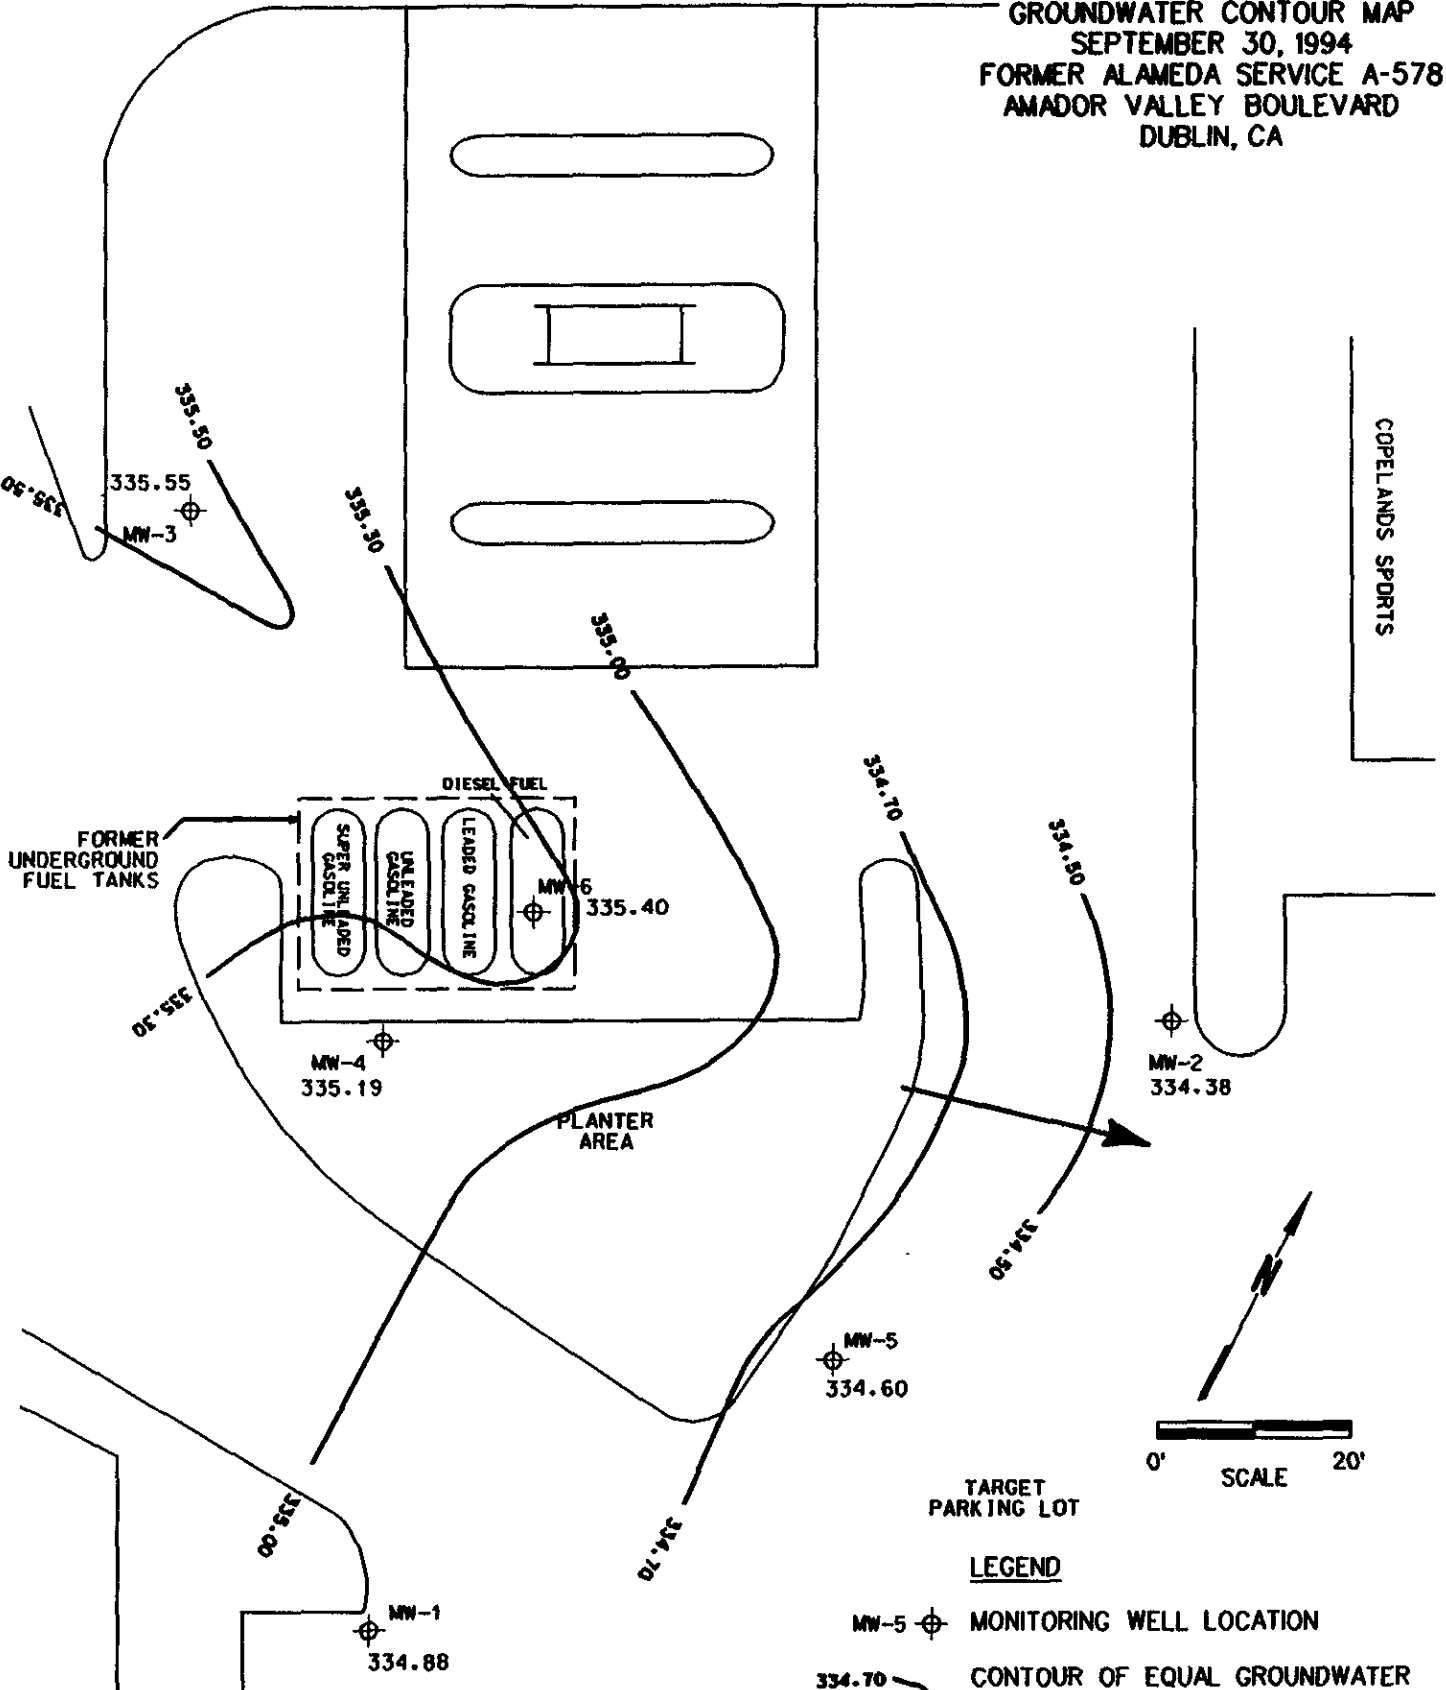 GROUNDWATER CONTOUR MAP
SEPTEMBER 30, 1994
FORMER ALAMEDA SERVICE A-578
AMADOR VALLEY BOULEVARD
DUBLIN, CA
335.50
335.50
335.55
MW-3
335.30
335.00
COPELANDS SPORTS
DIESEL FUEL
FORMER
UNDERGROUND
FUEL TANKS
SUPER UNLEADED
GASOLINE
UNLEADED
GASOLINE
LEADED GASOLINE
MW-6
335.40
334.70
334.50
335.30
MW-4
335.19
MW-2
334.38
PLANTER
AREA
334.50
N
MW-5
334.60
0'
20'
SCALE
335.00
334.70
TARGET
PARKING LOT
LEGEND
MW-1
334.88
MW-5 MONITORING WELL LOCATION
334.70 CONTOUR OF EQUAL GROUNDWATER